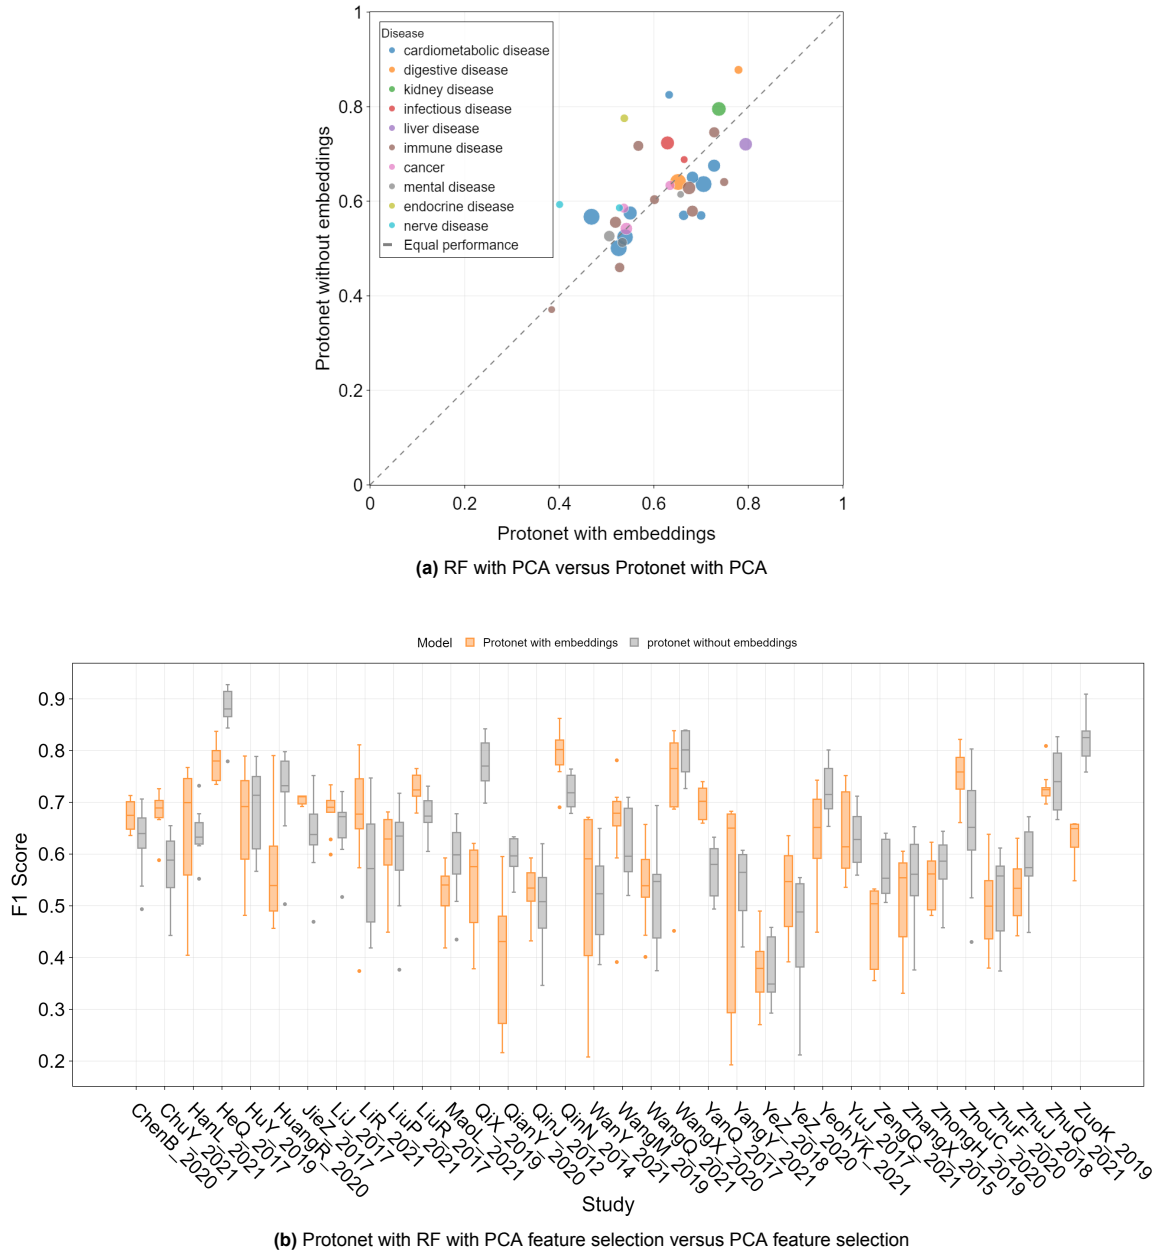 Protonet without embeddings
1
0.8
0.6
0.4
0.2
0
Disease
cardiometabolic disease
digestive disease
kidney disease
infectious disease
liver disease
immune disease
cancer
mental disease
endocrine disease
nerve disease
Equal performance
0 0.2 0.4 0.6 0.8 1
Protonet with embeddings
(a) RF with PCA versus Protonet with PCA
Model Protonet with embeddings protonet without embeddings
F1 Score
0.9
0.8
0.7
0.6
0.5
0.4
0.3
0.2
ChenB_2020
ChuY_2021
HanL_2021
HeQ_2017
HuY_2019
HuangR_2020
JieZ_2017
LiJ_2017
LiR_2021
LiuP_2021
LiuR_2017
MaoL_2021
QiX_2019
QianY_2020
QinJ_2012
QinN_2014
WanY_2021
WangM_2019
WangQ_2021
WangX_2020
YanQ_2017
YangY_2021
YeZ_2018
YeZ_2020
YeohYK_2021
YuJ_2017
ZengQ_2021
ZhangX_2015
ZhongH_2019
ZhouC_2020
ZhuF_2020
ZhuJ_2018
ZhuQ_2021
ZuoK_2019
Study
(b) Protonet with RF with PCA feature selection versus PCA feature selection